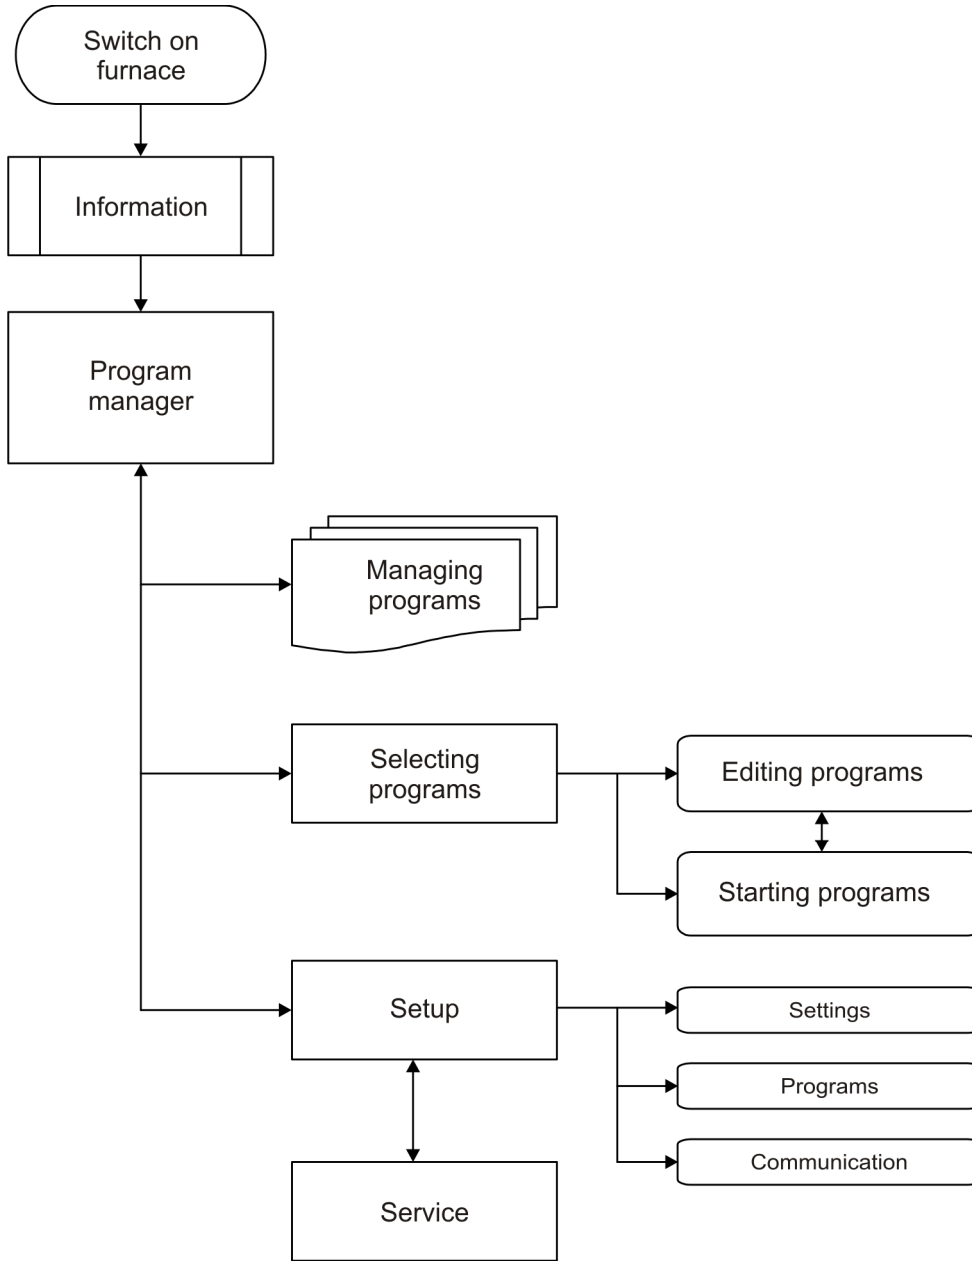 Switch on
furnace
Information
Program
manager
Managing
programs
Selecting
programs
Editing programs
Starting programs
Setup
Settings
Programs
Communication
Service